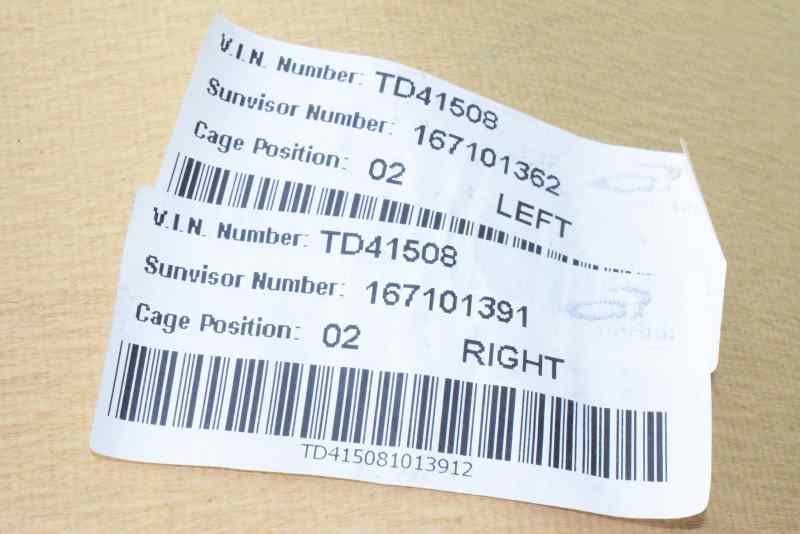 V.I.N. Number: TD41508
Sunvisor Number: 167101362
Cage Position: 02 LEFT
V.I.N. Number: TD41508
Sunvisor Number: 167101391
Cage Position: 02 RIGHT
TD415081013912